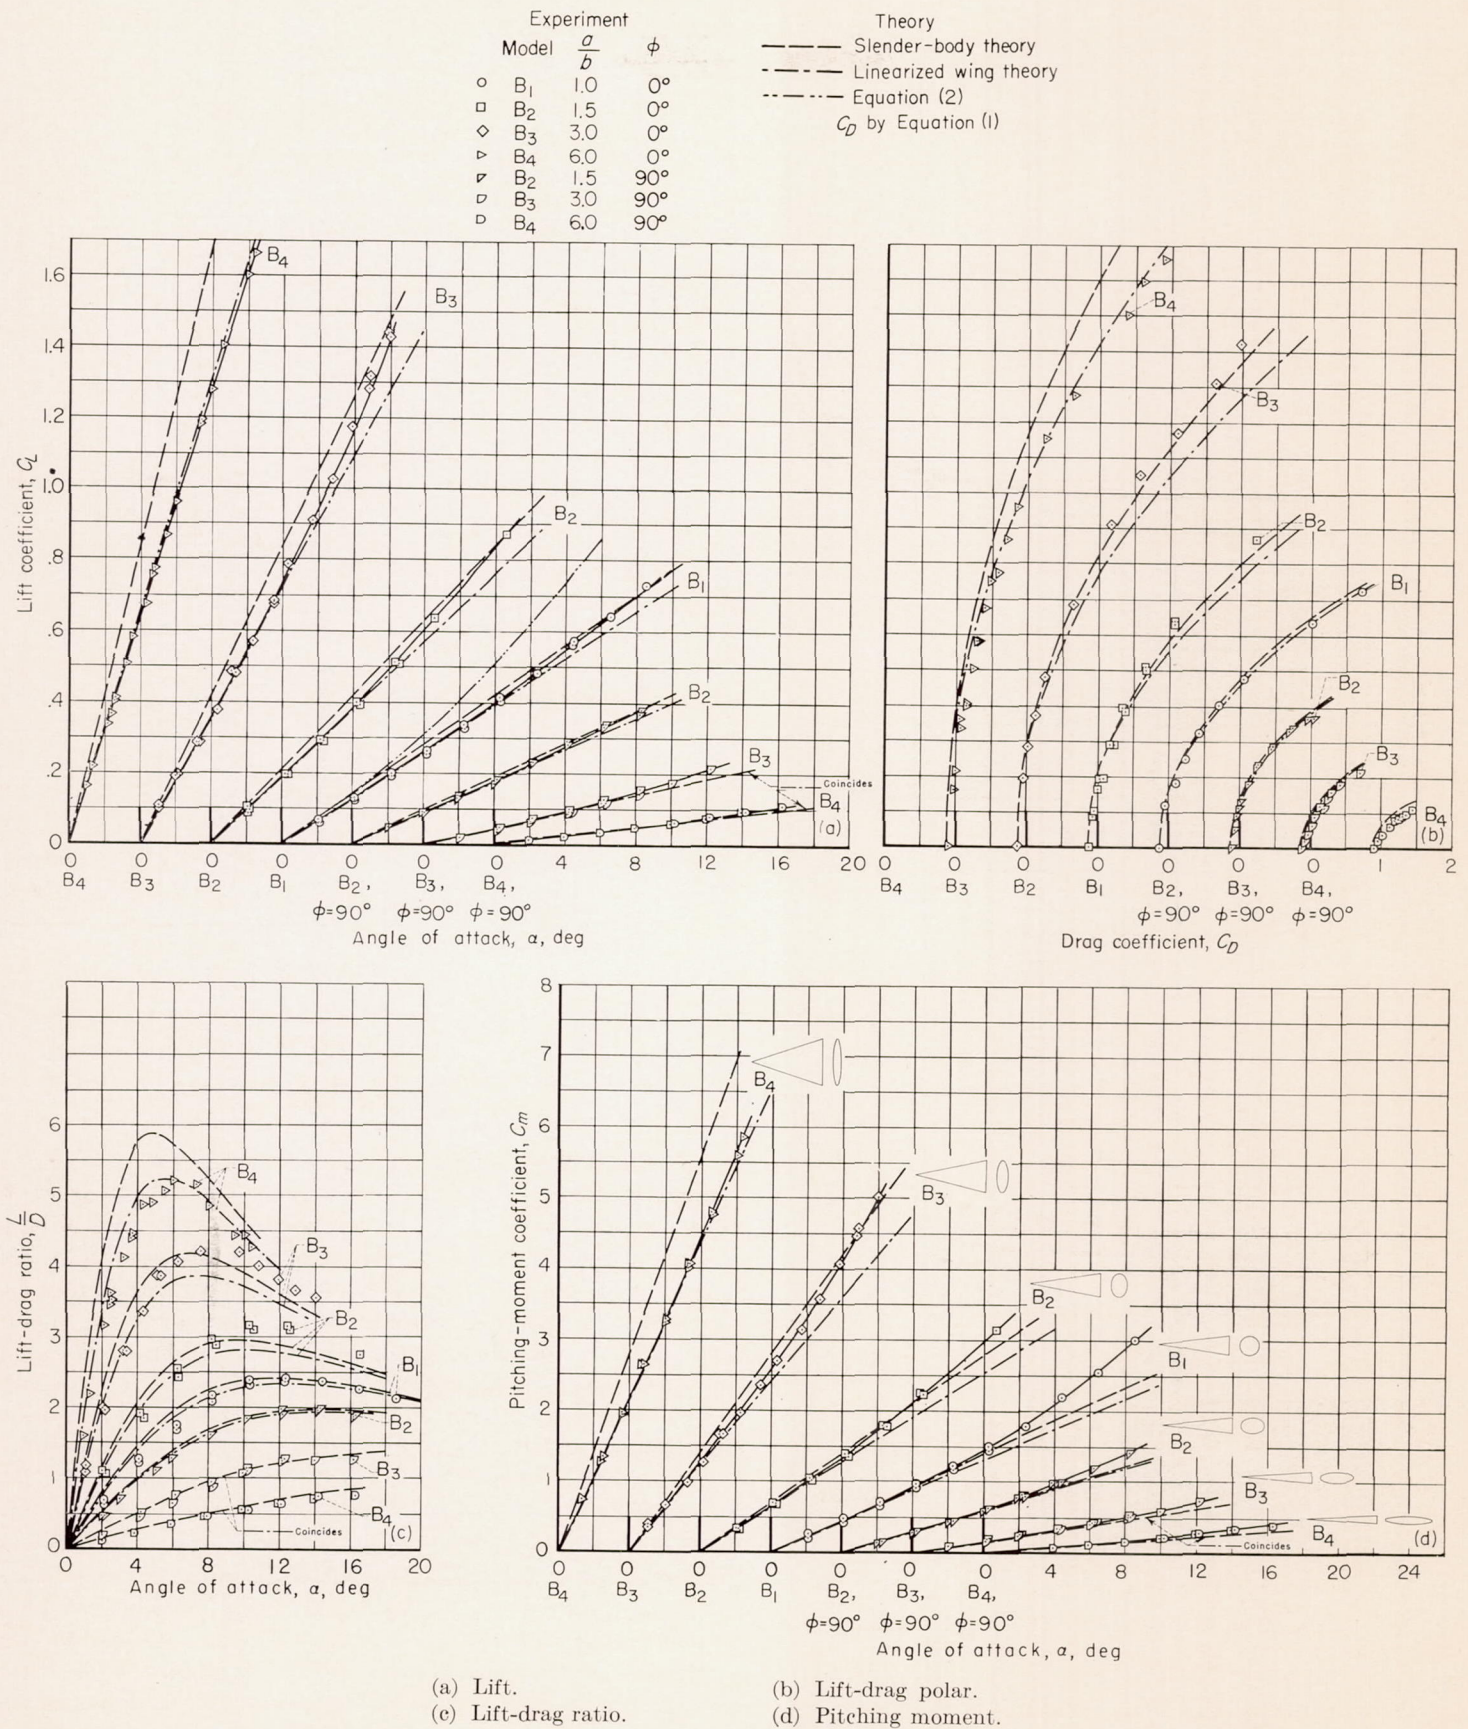 Experiment
Model a/b ϕ
B1 1.0 0°
B2 1.5 0°
B3 3.0 0°
B4 6.0 0°
B2 1.5 90°
B3 3.0 90°
B4 6.0 90°
Theory
Slender-body theory
Linearized wing theory
Equation (2)
CD by Equation (1)
Lift coefficient, CL
1.6
1.4
1.2
1.0
.8
.6
.4
.2
0
B4
B3
B2
B1
B2
B3
Coincides
B4
(a)
0 0 0 0 0 0 0 4 8 12 16 20
B4 B3 B2 B1 B2, B3, B4,
ϕ=90° ϕ=90° ϕ=90°
Angle of attack, α, deg
B4
B3
B2
B1
B2
B3
B4
(b)
0 0 0 0 0 0 0 .1 .2
B4 B3 B2 B1 B2, B3, B4,
ϕ=90° ϕ=90° ϕ=90°
Drag coefficient, CD
Lift-drag ratio, L/D
6
5
4
3
2
1
0
B4
B3
B2
B1
B2
B3
B4
(c)
Coincides
0 4 8 12 16 20
Angle of attack, α, deg
Pitching-moment coefficient, Cm
8
7
6
5
4
3
2
1
0
B4
B3
B2
B1
B2
B3
B4
(d)
Coincides
0 0 0 0 0 0 0 4 8 12 16 20 24
B4 B3 B2 B1 B2, B3, B4,
ϕ=90° ϕ=90° ϕ=90°
Angle of attack, α, deg
(a) Lift.
(b) Lift-drag polar.
(c) Lift-drag ratio.
(d) Pitching moment.